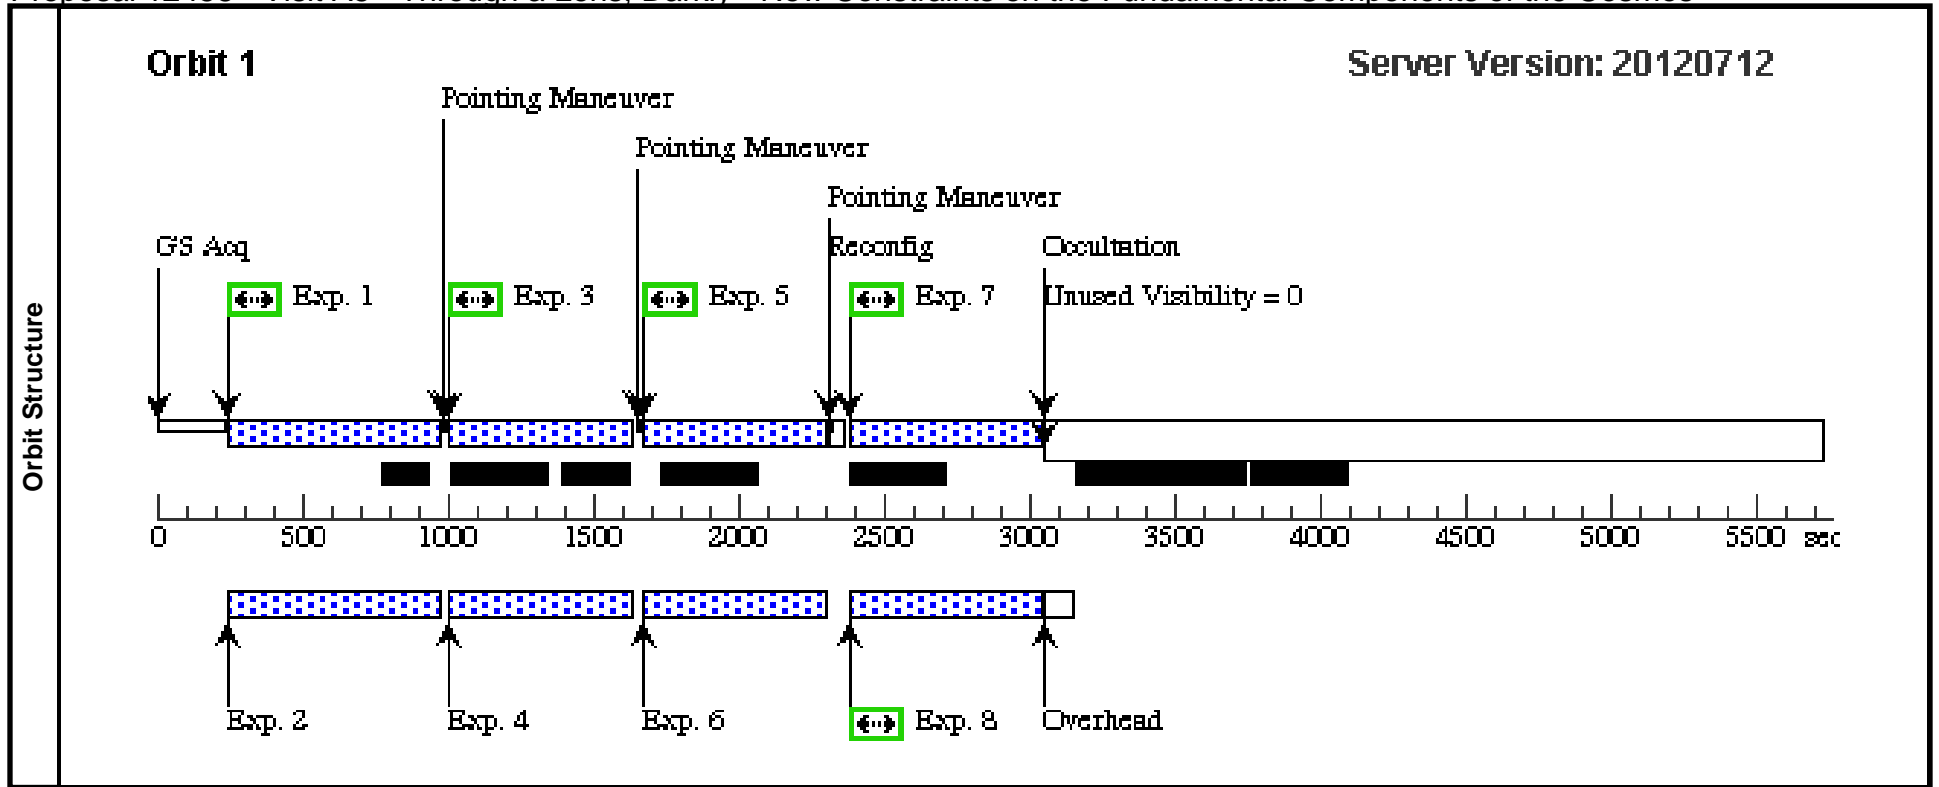 Orbit 1
Server Version: 20120712
Pointing Maneuver
Pointing Maneuver
Pointing Maneuver
GS Acq
Reconfig
Occultation
Exp. 1
Exp. 3
Exp. 5
Exp. 7
Unused Visibility = 0
Orbit Structure
0 500 1000 1500 2000 2500 3000 3500 4000 4500 5000 5500 sec
Exp. 2
Exp. 4
Exp. 6
Exp. 8
Overhead